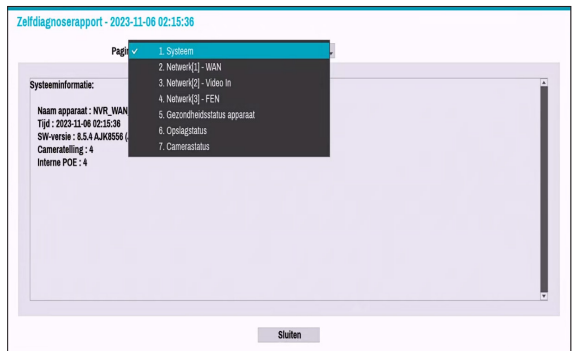 Zelfdiagnoserapport - 2023-11-06 02:15:36
1. Systeem
2. Netwerk[1] - WAN
3. Netwerk[2] - Video In
4. Netwerk[3] - FEN
5. Gezondheidsstatus apparaat
6. Opslagstatus
7. Camerastatus
Systeeminformatie:
Naam apparaat : NVR_WAN_
Tijd : 2023-11-06 02:15:36
SW-versie : 8.5.4 AJK8556
Cameratelling : 4
Interne POE : 4
Sluiten